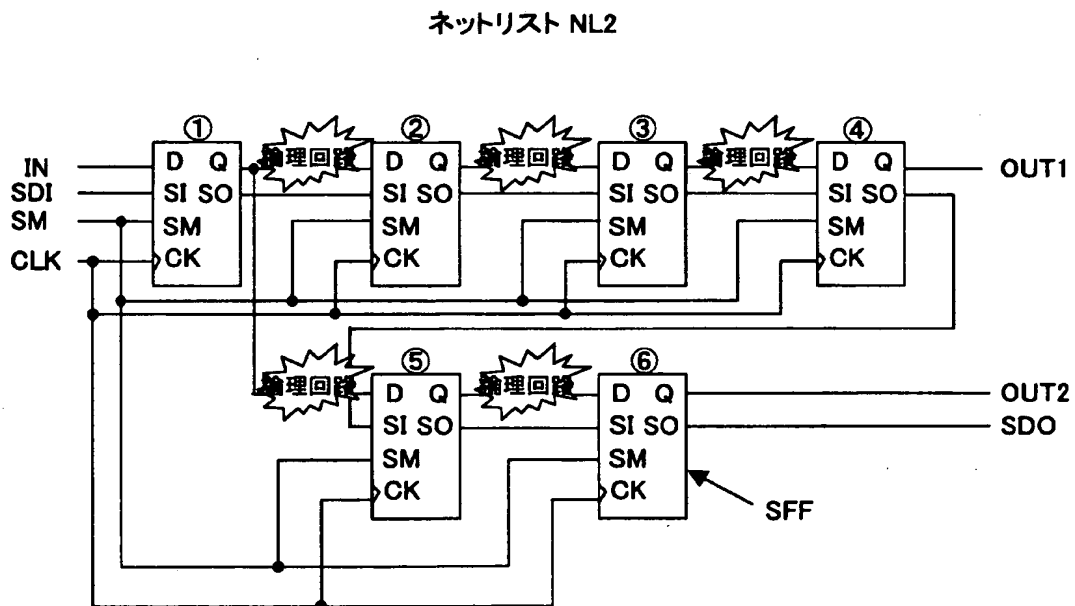 ネットリスト NL2
① ② ③ ④
IN D Q 論理回路 D Q 論理回路 D Q 論理回路 D Q OUT1
SDI SI SO SI SO SI SO SI SO
SM SM SM SM SM
CLK CK CK CK CK
⑤ ⑥
論理回路 D Q 論理回路 D Q OUT2
SI SO SI SO SDO
SM SM
CK CK
SFF